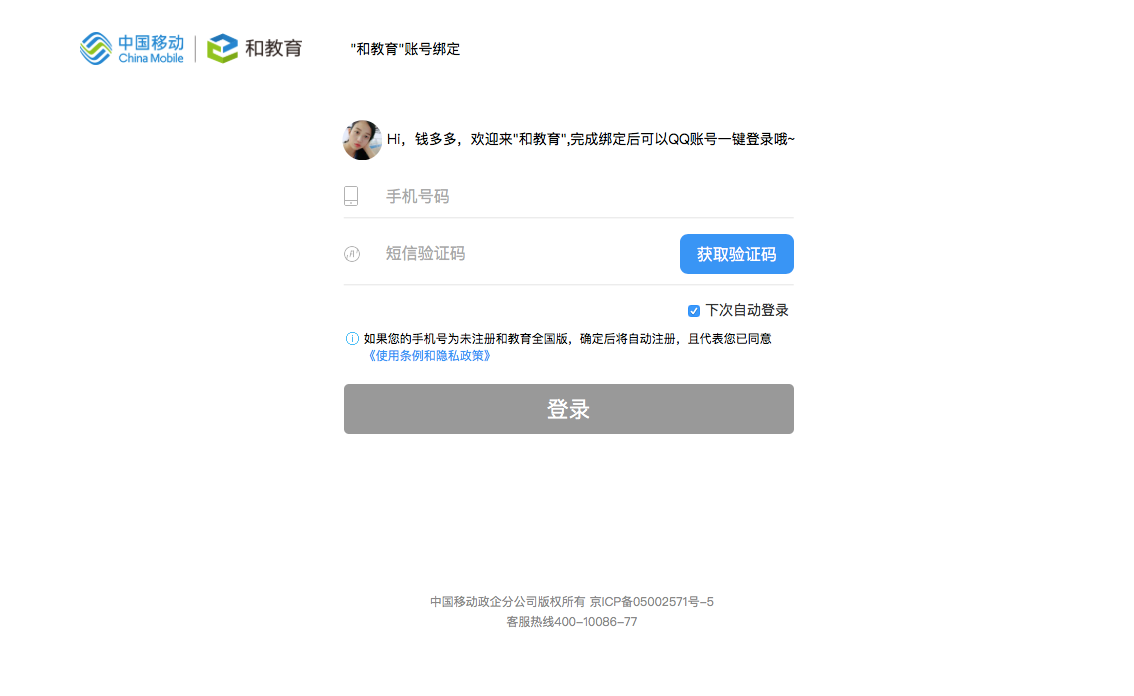 中国移动
China Mobile
和教育
"和教育"账号绑定
Hi，钱多多，欢迎来"和教育",完成绑定后可以QQ账号一键登录哦~
手机号码
短信验证码
获取验证码
下次自动登录
如果您的手机号为未注册和教育全国版，确定后将自动注册，且代表您已同意
《使用条例和隐私政策》
登录
中国移动政企分公司版权所有 京ICP备05002571号-5
客服热线400-10086-77